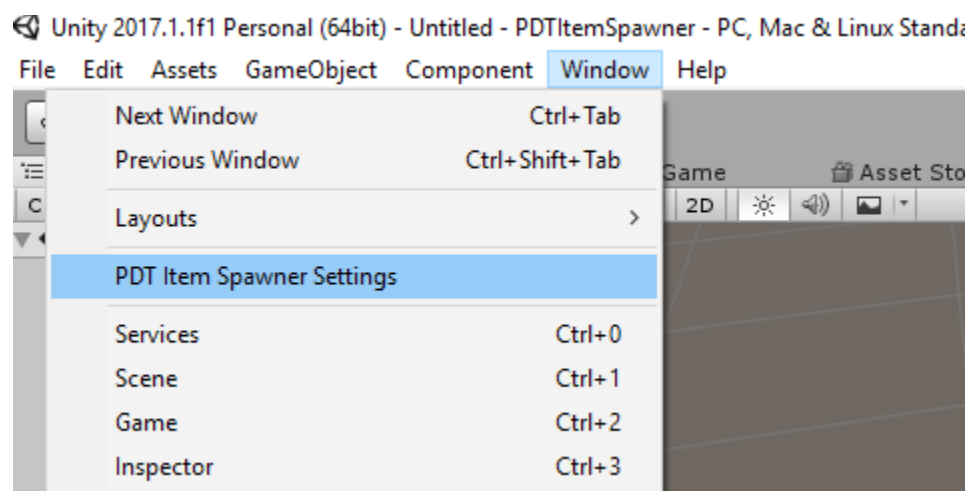 Unity 2017.1.1f1 Personal (64bit) - Untitled - PDTItemSpawner - PC, Mac & Linux
File Edit Assets GameObject Component Window Help
Next Window Ctrl+Tab
Previous Window Ctrl+Shift+Tab
Game Asset
C 2D
Layouts
PDT Item Spawner Settings
Services Ctrl+0
Scene Ctrl+1
Game Ctrl+2
Inspector Ctrl+3